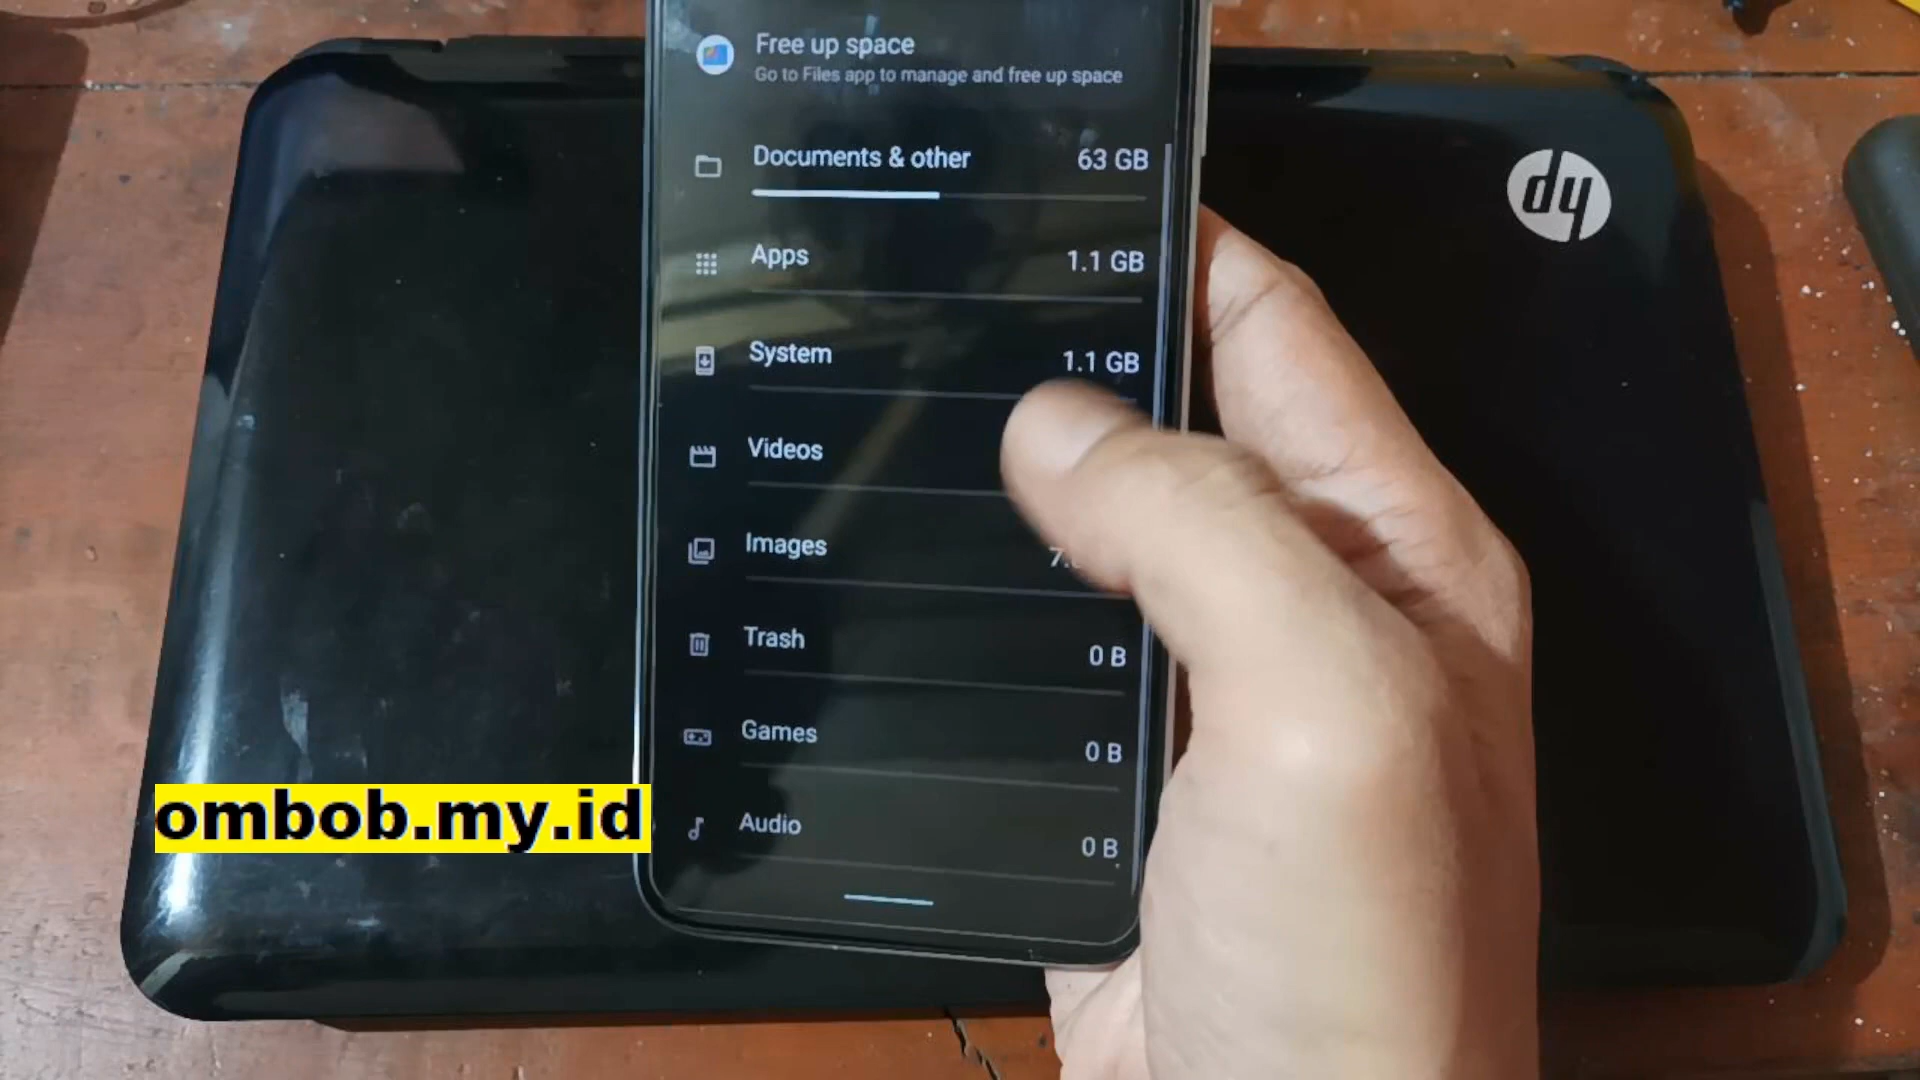 Free up space
Go to Files app to manage and free up space
Documents & other 63 GB
Apps 1.1 GB
System 1.1 GB
Videos
Images
Trash 0 B
Games 0 B
Audio 0 B
hp
ombob.my.id